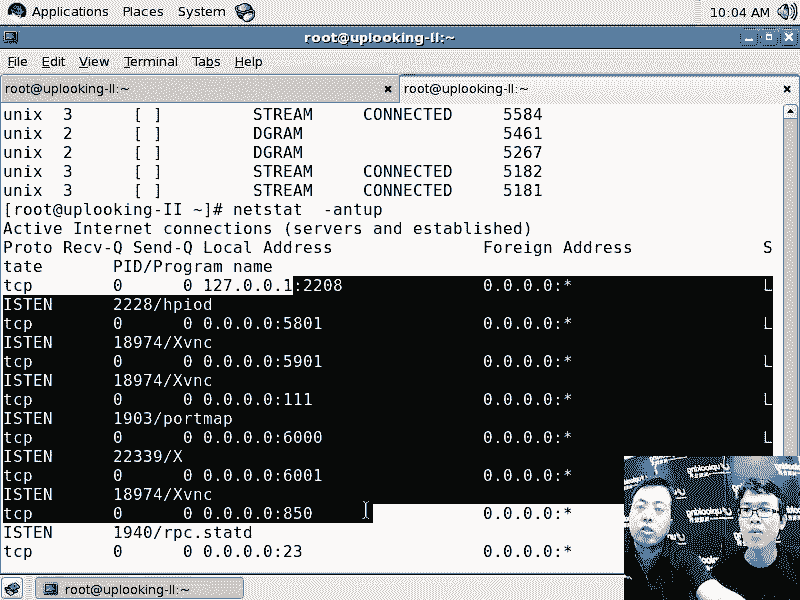 Applications Places System 10:04 AM
root@uplooking-II:~
File Edit View Terminal Tabs Help
root@uplooking-II:~ root@uplooking-II:~
unix 3 [ ] STREAM CONNECTED 5584
unix 2 [ ] DGRAM 5461
unix 2 [ ] DGRAM 5267
unix 3 [ ] STREAM CONNECTED 5182
unix 3 [ ] STREAM CONNECTED 5181
[root@uplooking-II ~]# netstat -antup
Active Internet connections (servers and established)
Proto Recv-Q Send-Q Local Address Foreign Address S
tate PID/Program name
tcp 0 0 127.0.0.1:2208 0.0.0.0:* L
ISTEN 2228/hpiod
tcp 0 0 0.0.0.0:5801 0.0.0.0:* L
ISTEN 18974/Xvnc
tcp 0 0 0.0.0.0:5901 0.0.0.0:* L
ISTEN 18974/Xvnc
tcp 0 0 0.0.0.0:111 0.0.0.0:* L
ISTEN 1903/portmap
tcp 0 0 0.0.0.0:6000 0.0.0.0:* L
ISTEN 22339/X
tcp 0 0 0.0.0.0:6001 0.0.0.0:* L
ISTEN 18974/Xvnc
tcp 0 0 0.0.0.0:850 0.0.0.0:*
ISTEN 1940/rpc.statd
tcp 0 0 0.0.0.0:23 0.0.0.0:*
root@uplooking-II:~